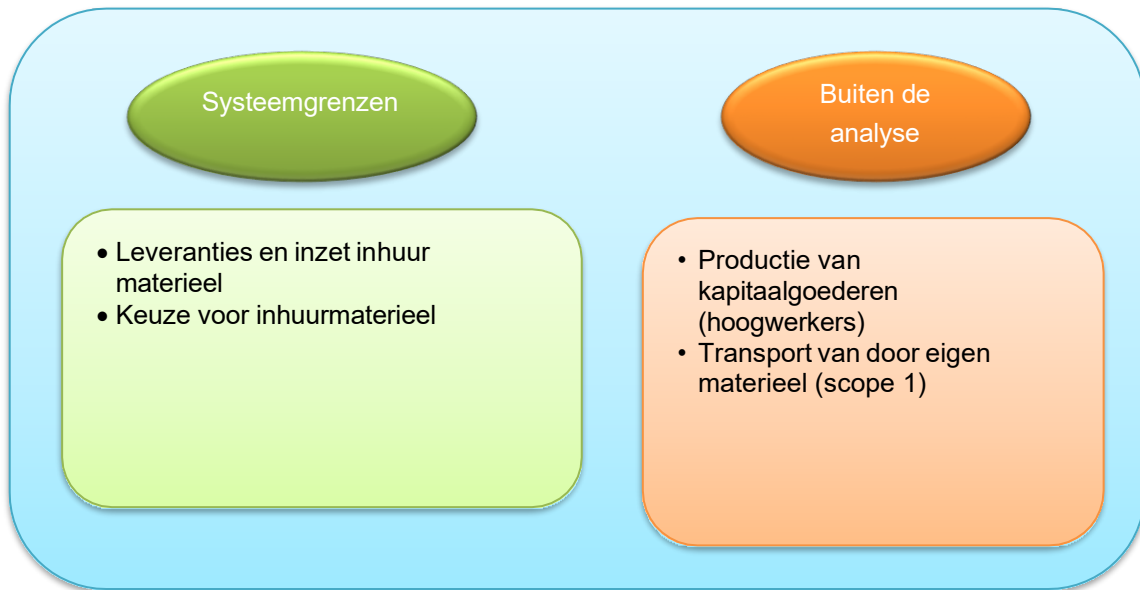 Systeemgrenzen
• Leveranties en inzet inhuur
materieel
• Keuze voor inhuurmaterieel
Buiten de
analyse
• Productie van
kapitaalgoederen
(hoogwerkers)
• Transport van door eigen
materieel (scope 1)